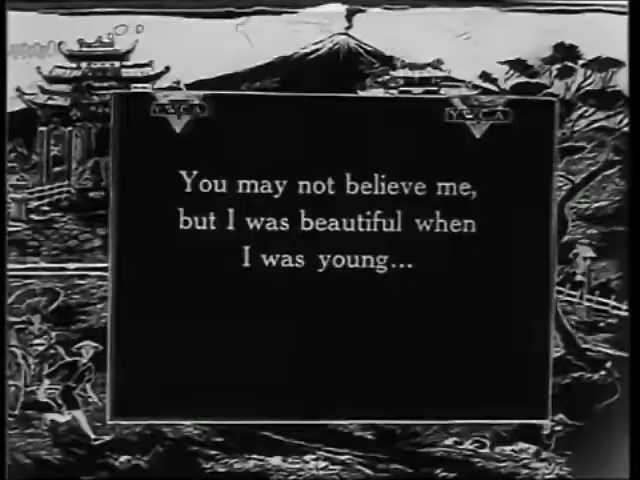 Y.M.C.A
Y.M.C.A
You may not believe me,
but I was beautiful when
I was young...